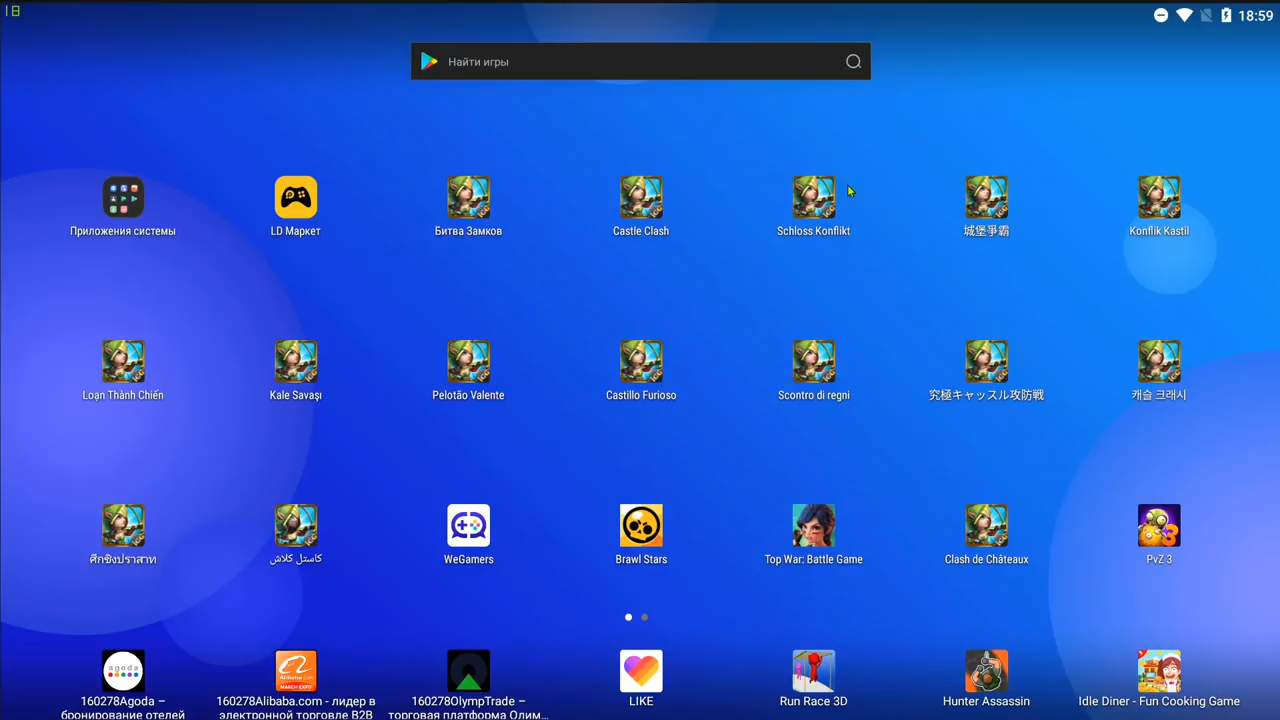 18
18:59
Найти игры
Приложения системы
LD Маркет
Битва Замков
Castle Clash
Schloss Konflikt
城堡爭霸
Konflik Kastil
Loạn Thành Chiến
Kale Savaşı
Pelotão Valente
Castillo Furioso
Scontro di regni
究極キャッスル攻防戦
캐슬 크래시
ศึกชิงปราสาท
كاستل كلاش
WeGamers
Brawl Stars
Top War: Battle Game
Clash de Châteaux
PvZ 3
160278Agoda –
бронирование отелей
160278Alibaba.com - лидер в
электронной торговле B2B
160278OlympTrade –
торговая платформа Олим…
LIKE
Run Race 3D
Hunter Assassin
Idle Diner - Fun Cooking Game